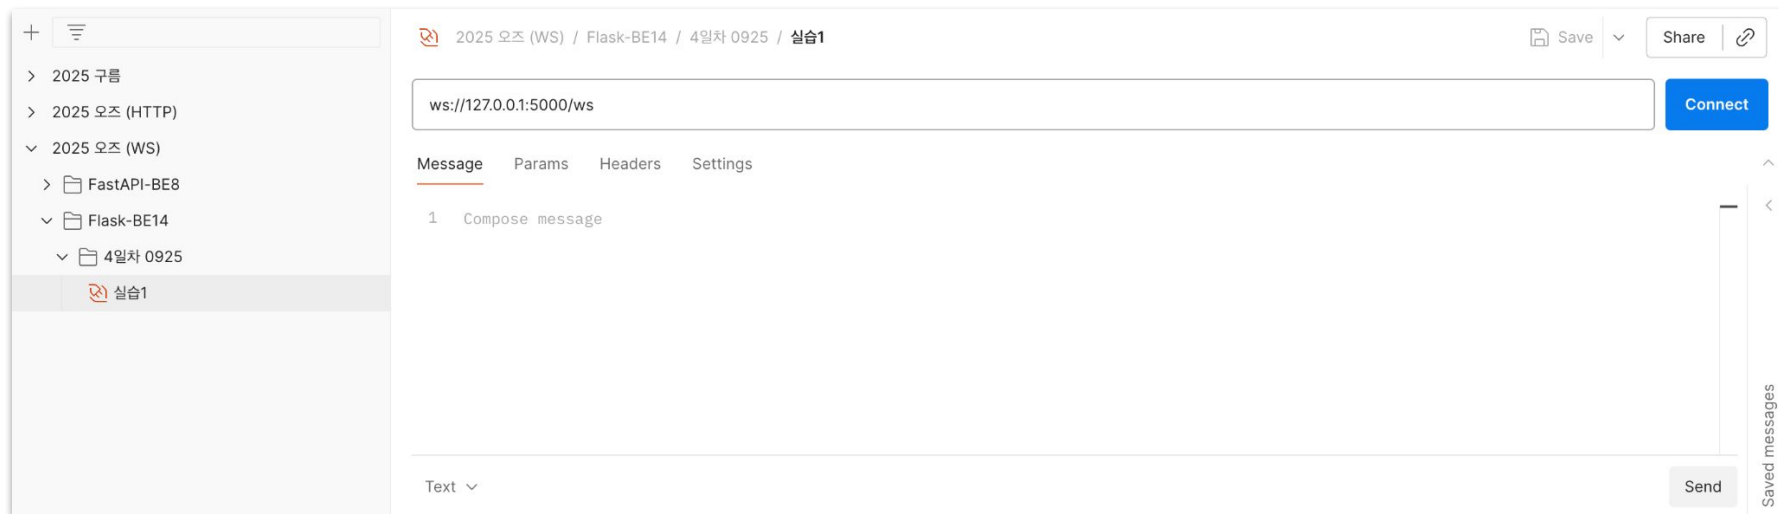 2025 구름
2025 오즈 (HTTP)
2025 오즈 (WS)
FastAPI-BE8
Flask-BE14
4일차 0925
실습1
2025 오즈 (WS) / Flask-BE14 / 4일차 0925 / 실습1
Save
Share
ws://127.0.0.1:5000/ws
Connect
Message Params Headers Settings
1 Compose message
Text
Send
Saved messages